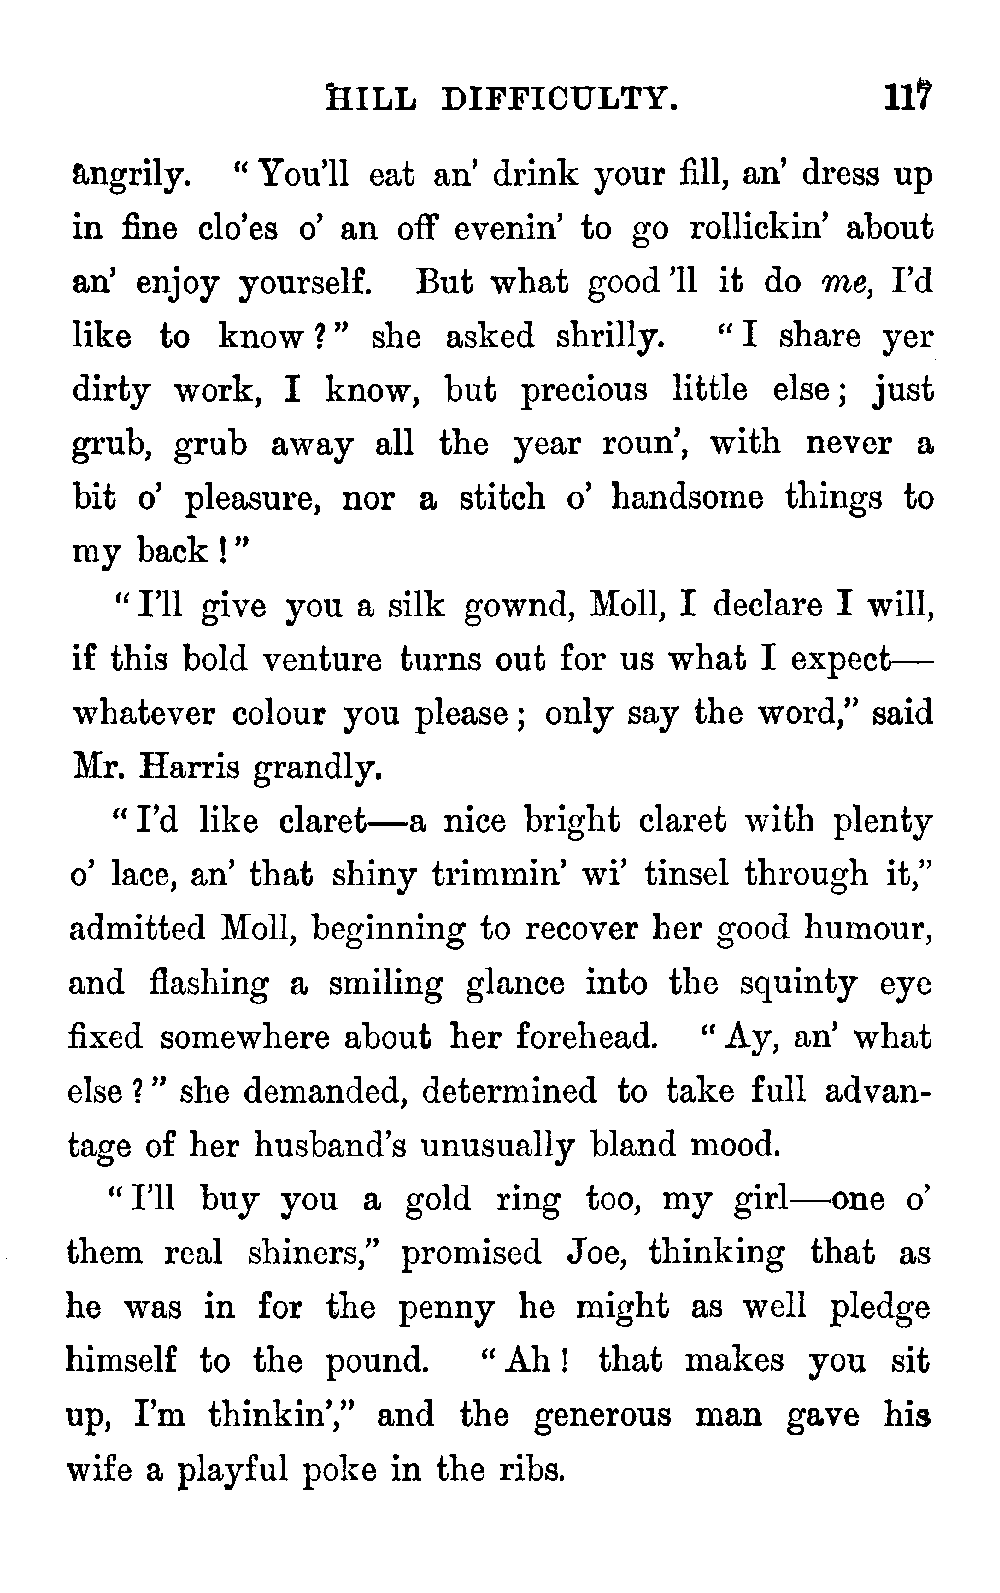 HILL DIFFICULTY. 117
angrily. “You’ll eat an’ drink your fill, an’ dress up
in fine clo’es o’ an off evenin’ to go rollickin’ about
an’ enjoy yourself. But what good ’ll it do me, I’d
like to know?” she asked shrilly. “I share yer
dirty work, I know, but precious little else; just
grub, grub away all the year roun’, with never a
bit o’ pleasure, nor a stitch o’ handsome things to
my back!”
“I’ll give you a silk gownd, Moll, I declare I will,
if this bold venture turns out for us what I expect—
whatever colour you please; only say the word,” said
Mr. Harris grandly.
“I’d like claret—a nice bright claret with plenty
o’ lace, an’ that shiny trimmin’ wi’ tinsel through it,”
admitted Moll, beginning to recover her good humour,
and flashing a smiling glance into the squinty eye
fixed somewhere about her forehead. “Ay, an’ what
else?” she demanded, determined to take full advan-
tage of her husband’s unusually bland mood.
“I’ll buy you a gold ring too, my girl—one o’
them real shiners,” promised Joe, thinking that as
he was in for the penny he might as well pledge
himself to the pound. “Ah! that makes you sit
up, I’m thinkin’,” and the generous man gave his
wife a playful poke in the ribs.